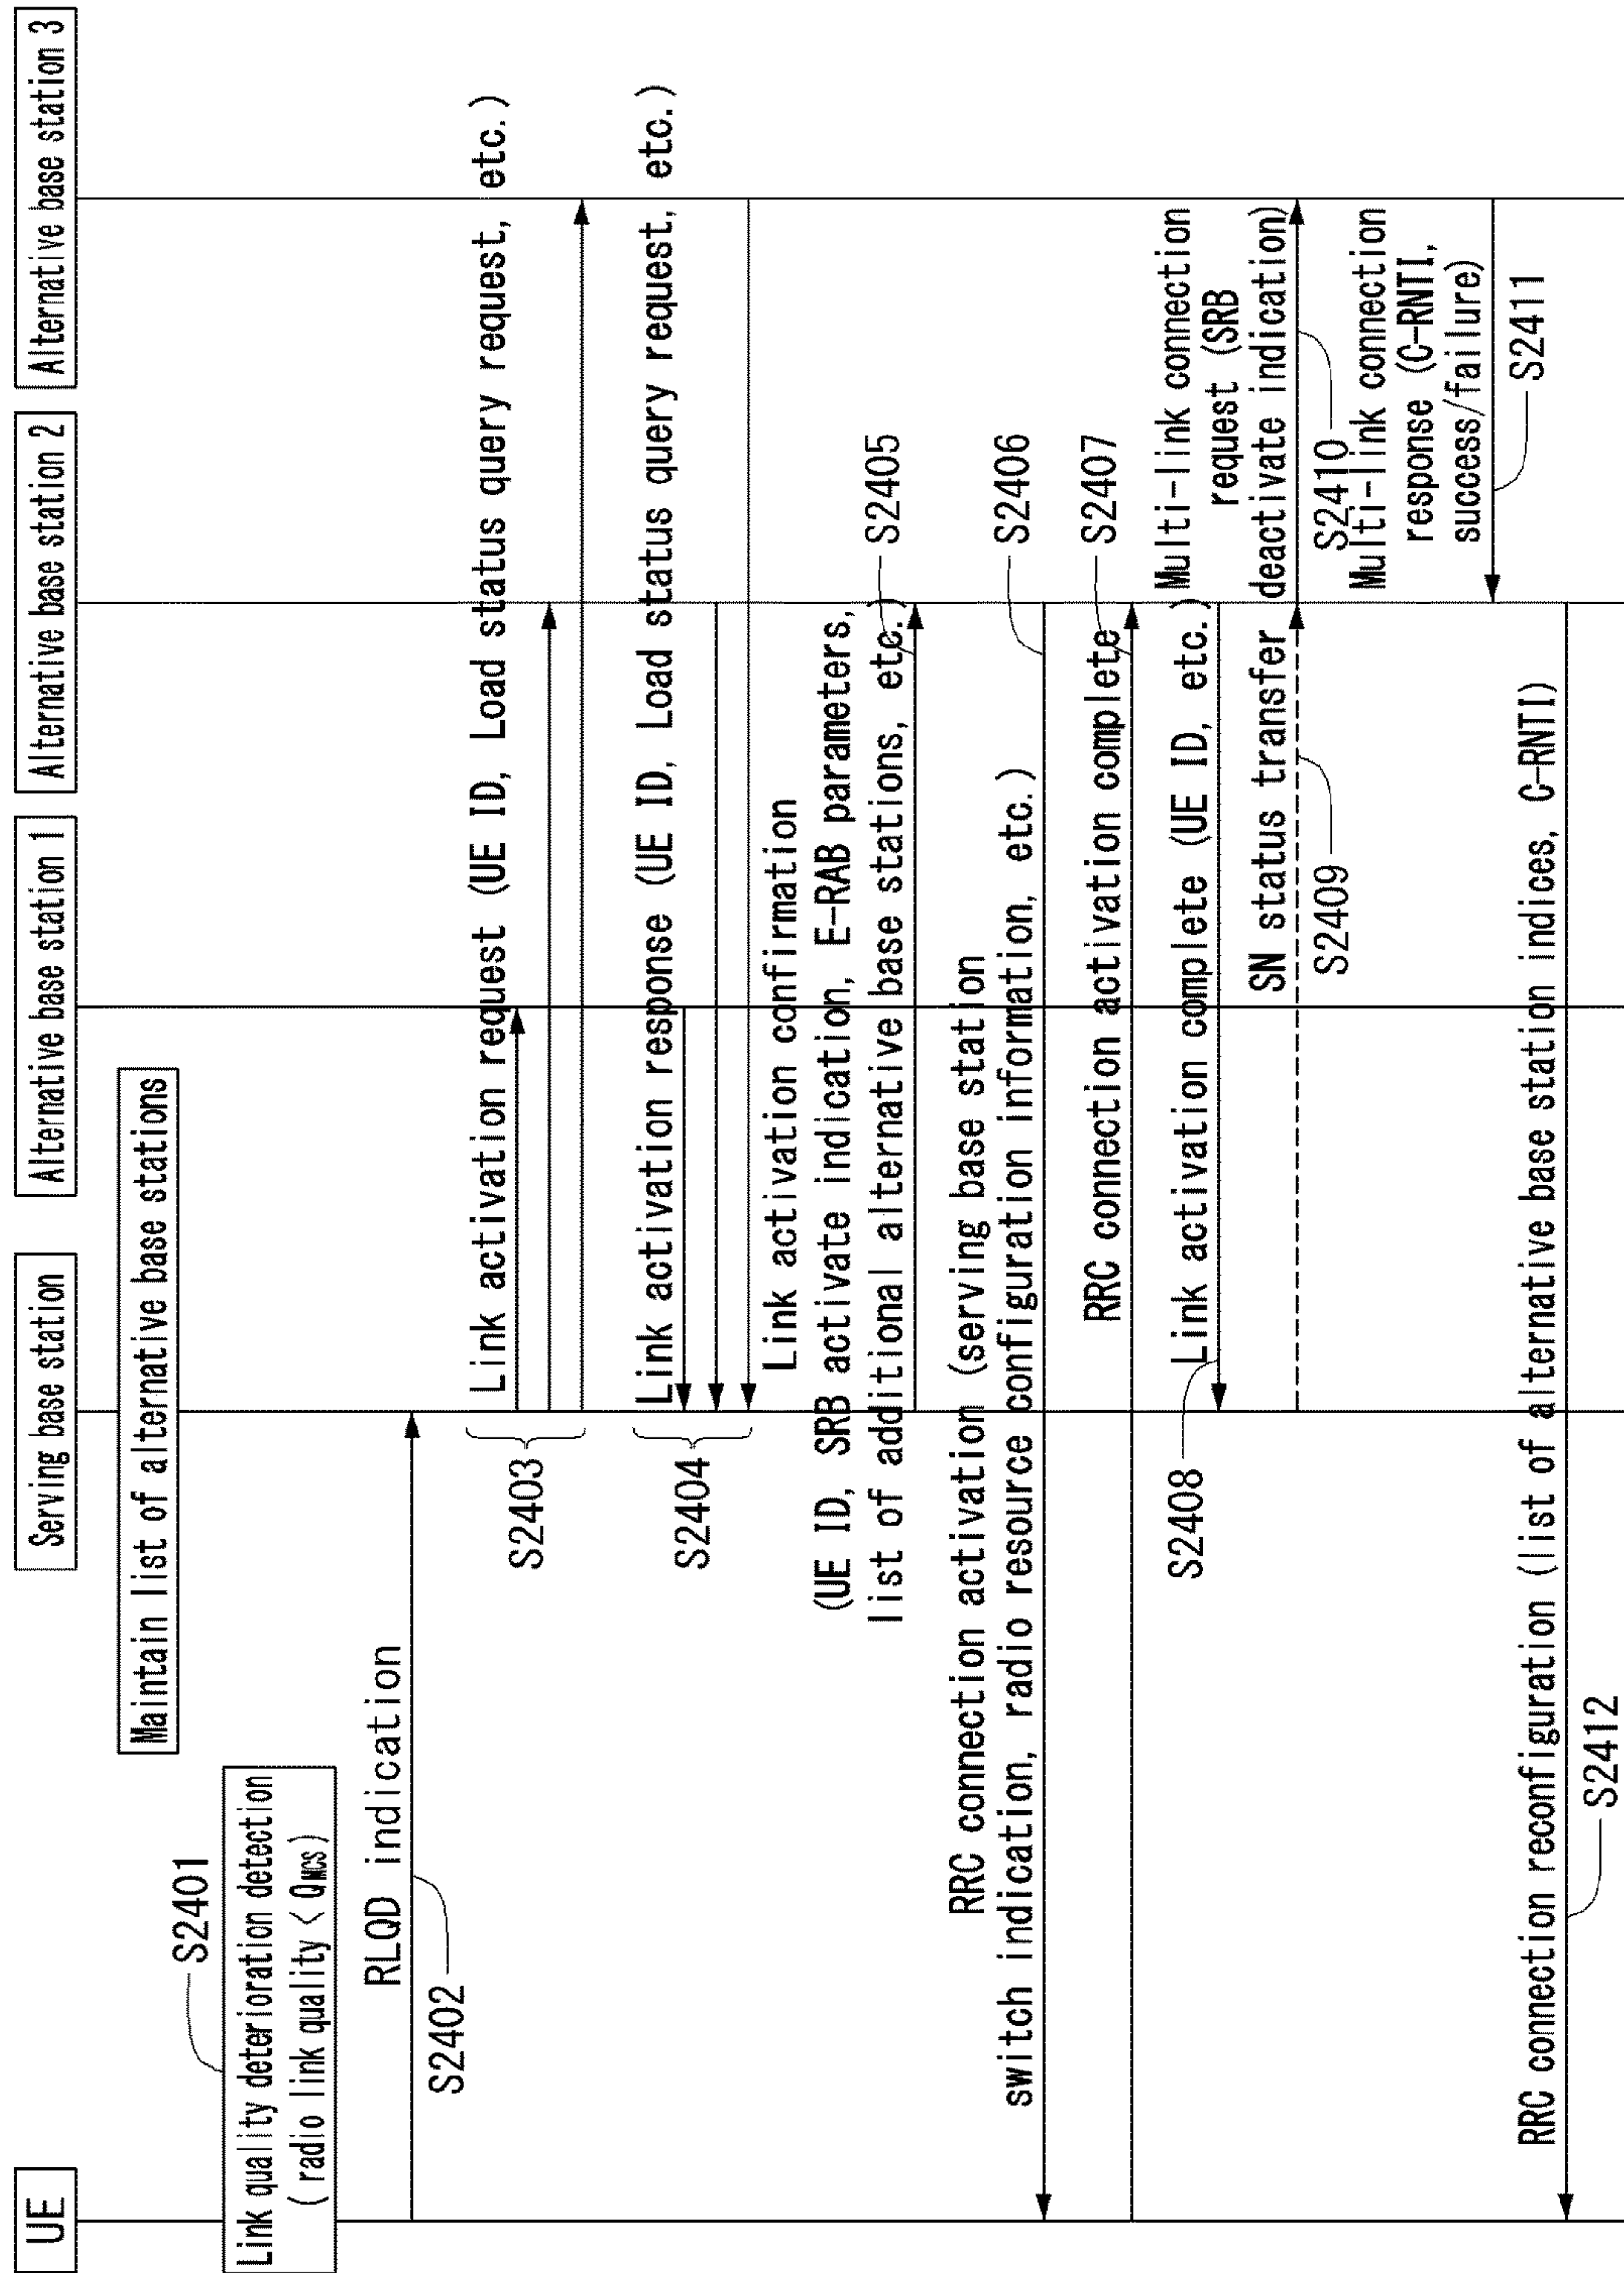 UE
Serving base station
Alternative base station 1
Alternative base station 2
Alternative base station 3
Maintain list of alternative base stations
S2401
Link quality deterioration detection
(radio link quality < QMCS)
RLQD indication
S2402
Link activation request (UE ID, Load status query request, etc.)
S2403
Link activation response (UE ID, Load status query request, etc.)
S2404
Link activation confirmation
(UE ID, SRB activate indication, E-RAB parameters,
list of additional alternative base stations, etc.)
S2405
RRC connection activation (serving base station
switch indication, radio resource configuration information, etc.)
S2406
RRC connection activation complete
S2407
Link activation complete (UE ID, etc.)
S2408
SN status transfer
S2409
Multi-link connection
request (SRB
deactivate indication)
S2410
Multi-link connection
response (C-RNTI,
success/failure)
S2411
RRC connection reconfiguration (list of alternative base station indices, C-RNTI)
S2412